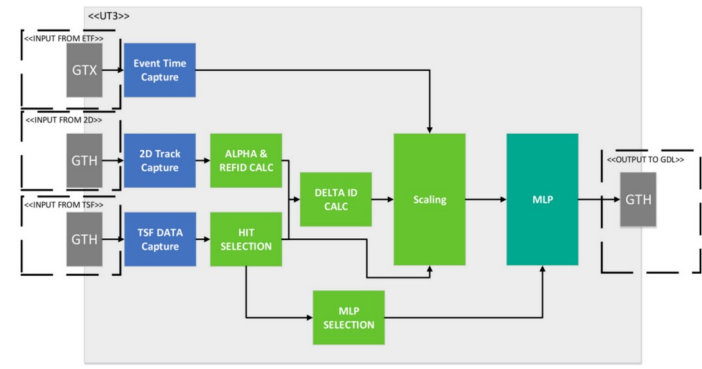 <<UT3>>
<<INPUT FROM ETF>>
GTX
Event Time
Capture
<<INPUT FROM 2D>>
GTH
2D Track
Capture
ALPHA &
REFID CALC
<<INPUT FROM TSF>>
GTH
TSF DATA
Capture
HIT
SELECTION
DELTA ID
CALC
Scaling
MLP
<<OUTPUT TO GDL>>
GTH
MLP
SELECTION